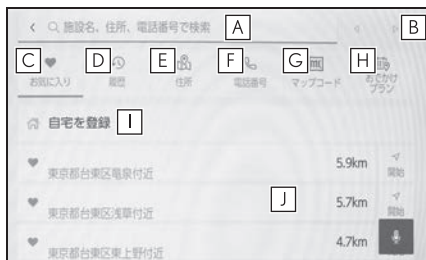 施設名、住所、電話番号で検索 A B
C D E F G H
お気に入り 履歴 住所 電話番号 マップコード おでかけプラン
自宅を登録 I
5.9km
東京都台東区竜泉付近 開始
J 5.7km
東京都台東区浅草付近 開始
4.7km
東京都台東区東上野付近